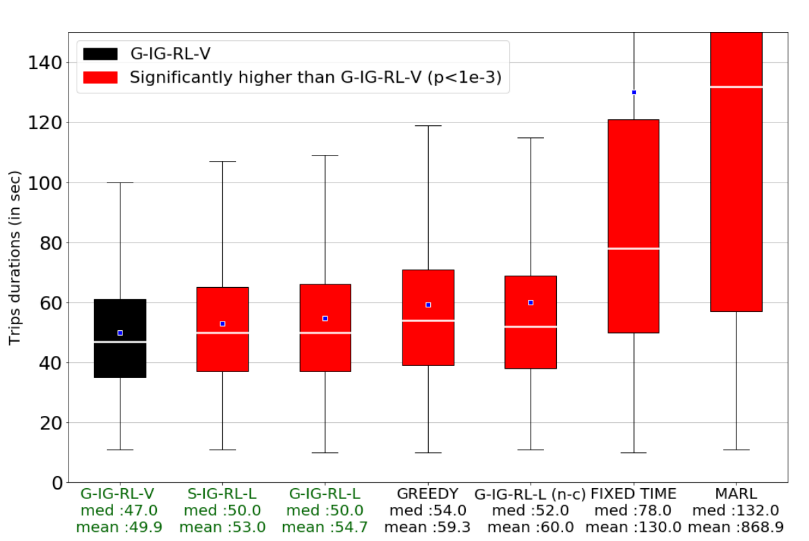 G-IG-RL-V
Significantly higher than G-IG-RL-V (p<1e-3)
Trips durations (in sec)
140
120
100
80
60
40
20
0
G-IG-RL-V S-IG-RL-L G-IG-RL-L GREEDY G-IG-RL-L (n-c) FIXED TIME MARL
med :47.0 med :50.0 med :50.0 med :54.0 med :52.0 med :78.0 med :132.0
mean :49.9 mean :53.0 mean :54.7 mean :59.3 mean :60.0 mean :130.0 mean :868.9